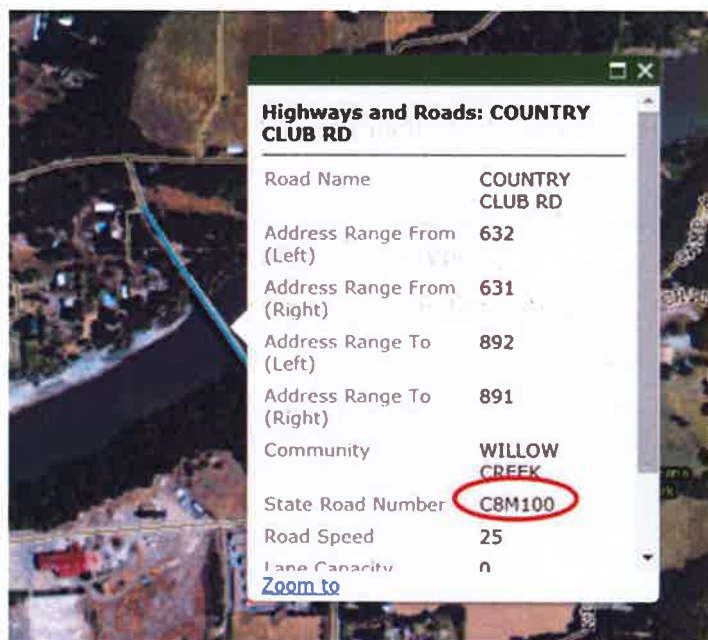 Highways and Roads: COUNTRY
CLUB RD
Road Name COUNTRY
CLUB RD
Address Range From 632
(Left)
Address Range From 631
(Right)
Address Range To 892
(Left)
Address Range To 891
(Right)
Community WILLOW
CREEK
State Road Number C8M100
Road Speed 25
Lane Capacity 0
Zoom to